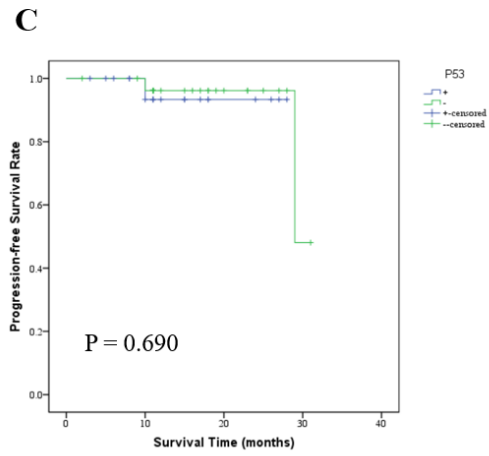 C
P53
+
-
+-censored
--censored
Progression-free Survival Rate
1.0
0.8
0.6
0.4
0.2
0.0
P = 0.690
0 10 20 30 40
Survival Time (months)